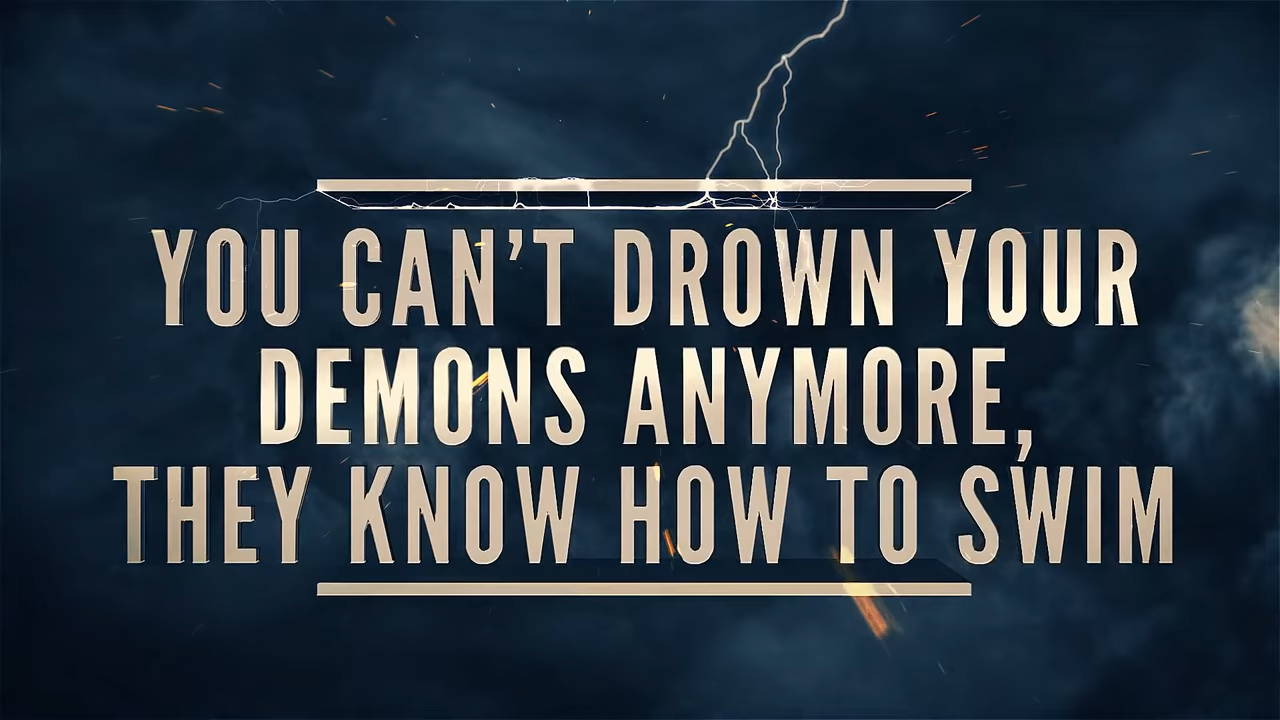 YOU CAN’T DROWN YOUR
DEMONS ANYMORE,
THEY KNOW HOW TO SWIM